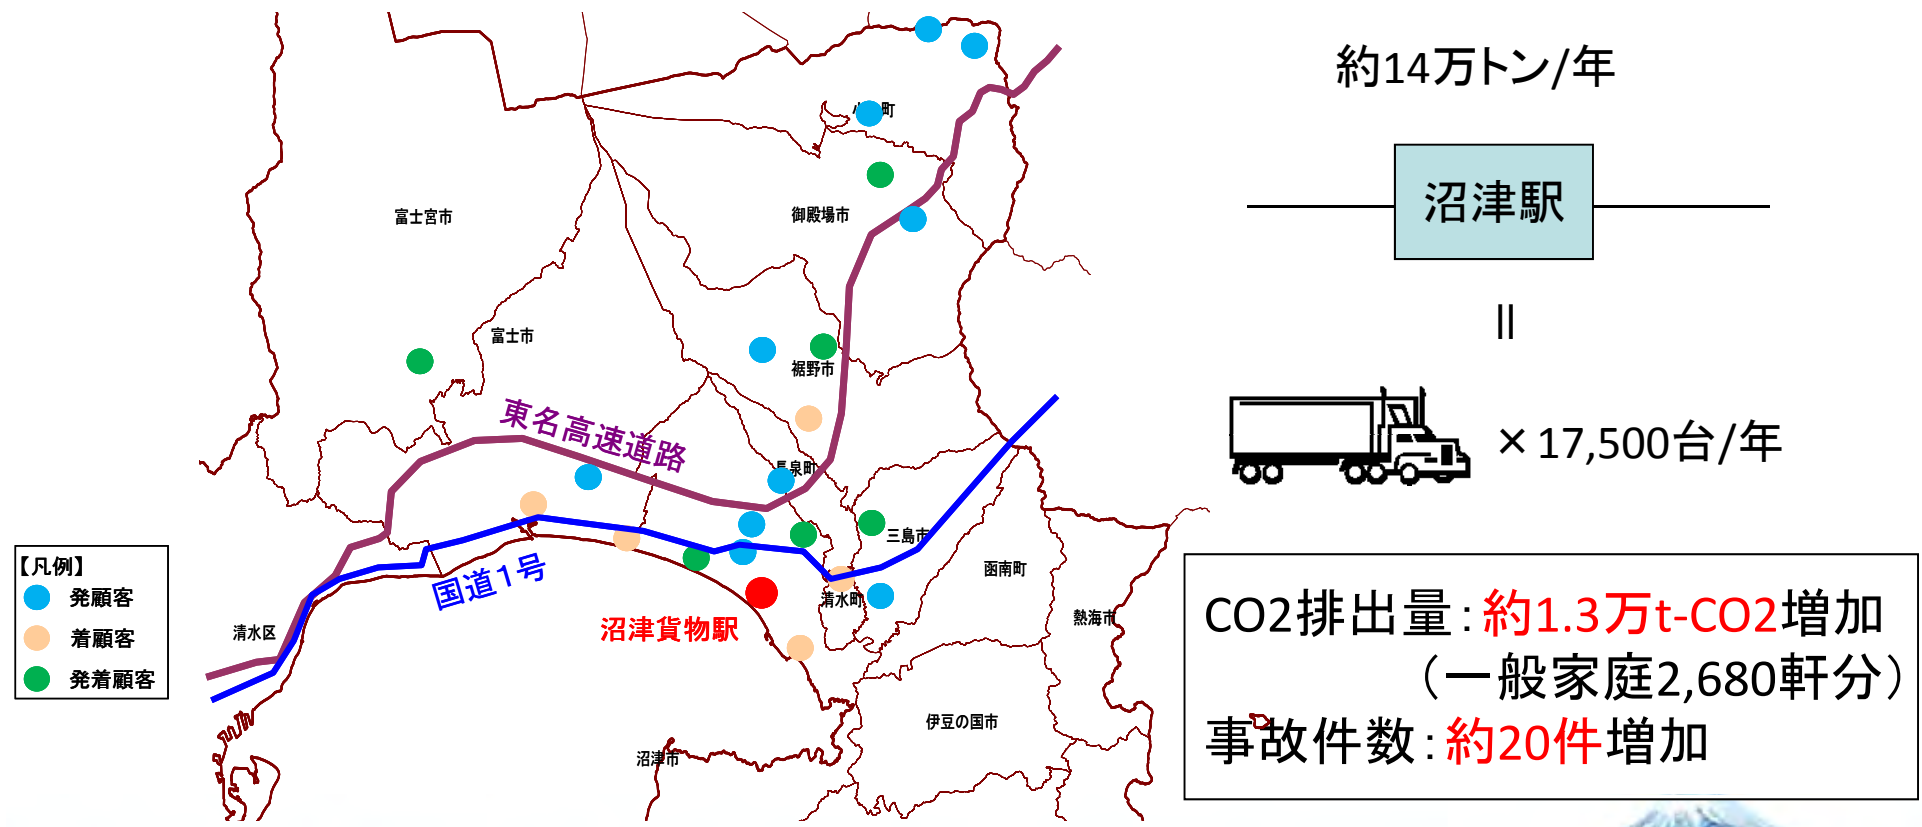 約14万トン/年
小 町
沼津駅
富士宮市
御殿場市
富士市
裾野市
東名高速道路
長泉町
× 17,500台/年
三島市
【凡例】
発顧客
着顧客
発着顧客
国道１号
函南町
清水町
熱海市
清水区
沼津貨物駅
伊豆の国市
沼津市
CO2排出量：約1.3万t-CO2増加
（一般家庭2,680軒分）
事故件数：約20件増加